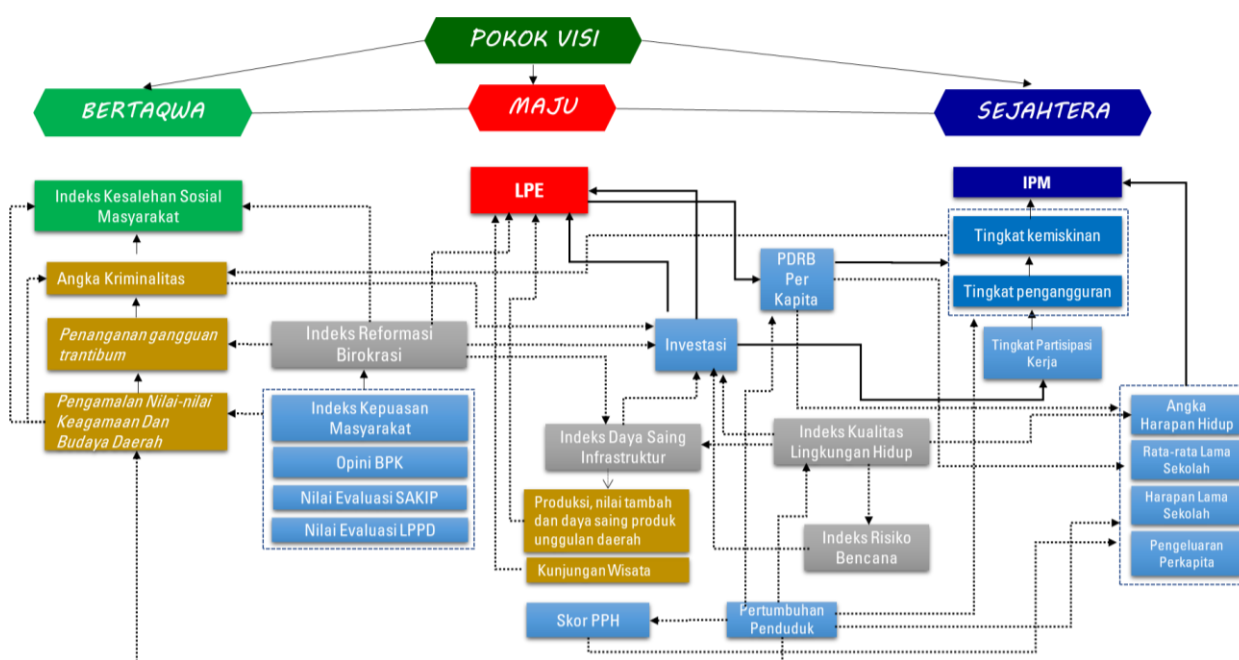 POKOK VISI
BERTAQWA
MAJU
SEJAHTERA
Indeks Kesalehan Sosial
Masyarakat
LPE
IPM
Tingkat kemiskinan
Angka Kriminalitas
PDRB
Per
Kapita
Tingkat pengangguran
Penanganan gangguan
trantibum
Indeks Reformasi
Birokrasi
Investasi
Tingkat Partisipasi
Kerja
Pengamalan Nilai-nilai
Keagamaan Dan
Budaya Daerah
Indeks Kepuasan
Masyarakat
Opini BPK
Nilai Evaluasi SAKIP
Nilai Evaluasi LPPD
Indeks Daya Saing
Infrastruktur
Indeks Kualitas
Lingkungan Hidup
Angka
Harapan Hidup
Rata-rata Lama
Sekolah
Harapan Lama
Sekolah
Pengeluaran
Perkapita
Produksi, nilai tambah
dan daya saing produk
unggulan daerah
Indeks Risiko
Bencana
Kunjungan Wisata
Skor PPH
Pertumbuhan
Penduduk